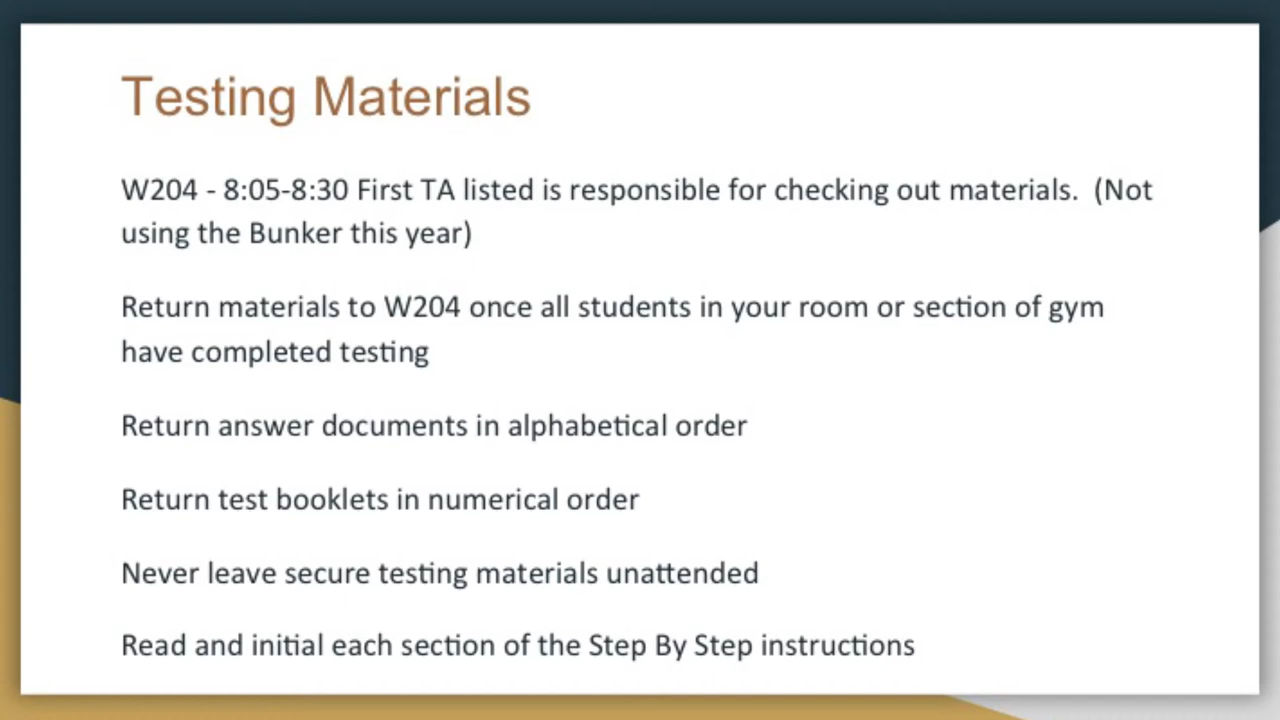 Testing Materials
W204 - 8:05-8:30 First TA listed is responsible for checking out materials.  (Not
using the Bunker this year)
Return materials to W204 once all students in your room or section of gym
have completed testing
Return answer documents in alphabetical order
Return test booklets in numerical order
Never leave secure testing materials unattended
Read and initial each section of the Step By Step instructions